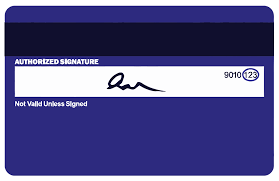 AUTHORIZED SIGNATURE
9010 123
Not Valid Unless Signed